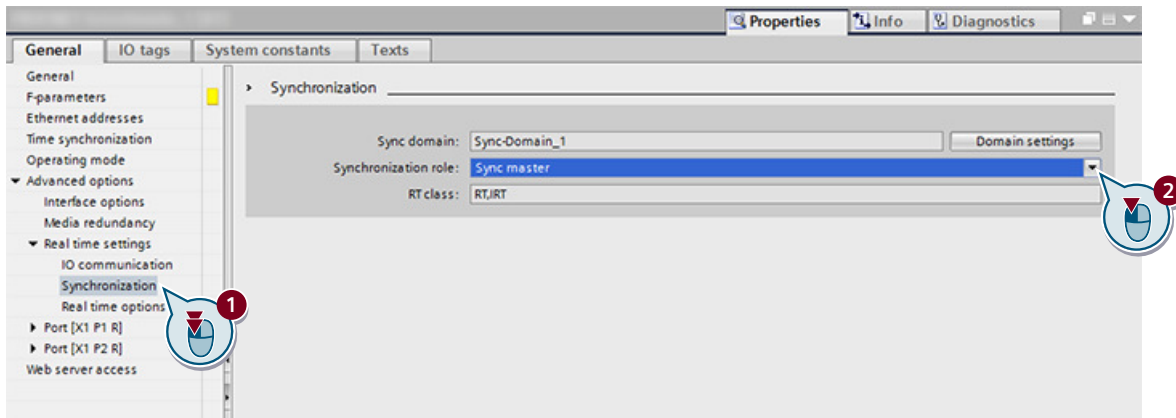 Properties Info Diagnostics
General IO tags System constants Texts
General
F-parameters
Ethernet addresses
Time synchronization
Operating mode
Advanced options
Interface options
Media redundancy
Real time settings
IO communication
Synchronization
Real time options
Port [X1 P1 R]
Port [X1 P2 R]
Web server access
1
Synchronization
Sync domain: Sync-Domain_1 Domain settings
Synchronization role: Sync master
RT class: RT,IRT
2